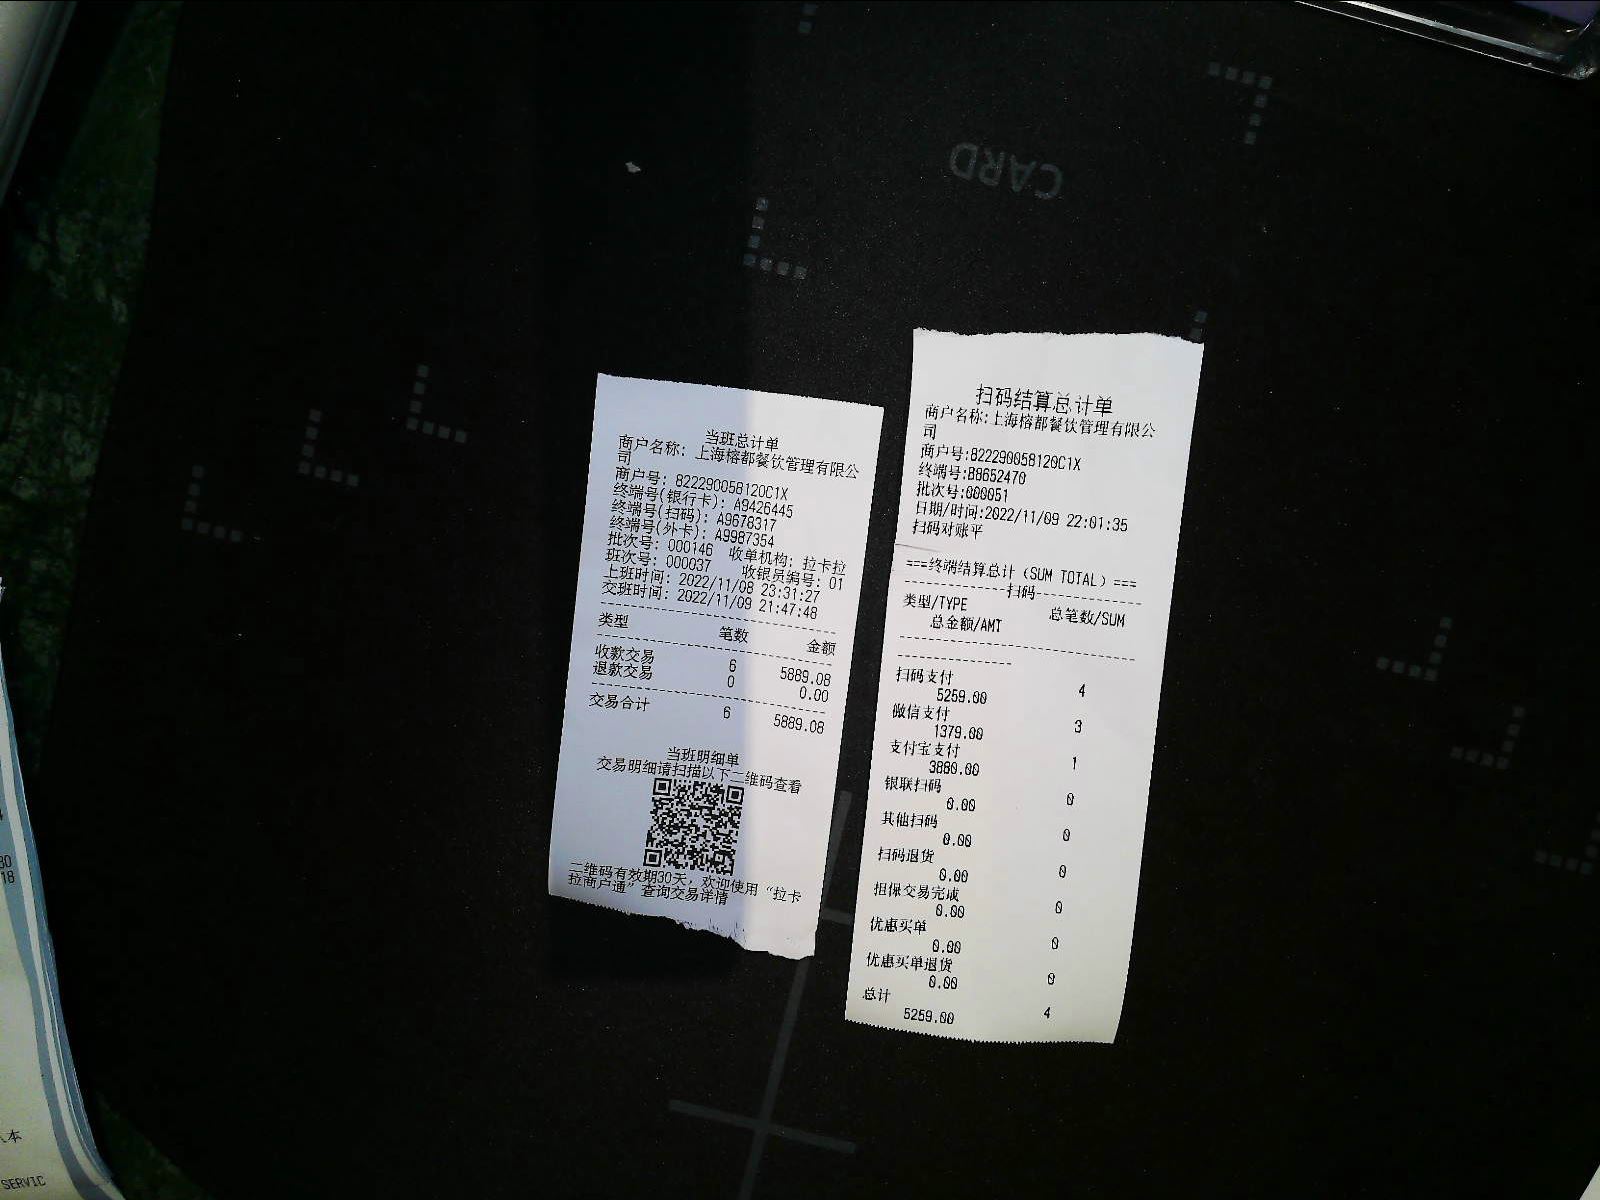 CARD
当班总计单
商户名称: 上海榕都餐饮管理有限公
司
商户号: 822290058120C1X
终端号(银行卡): A9426445
终端号(扫码): A9678317
终端号(外卡): A9987354
批次号: 000146 收单机构: 拉卡拉
班次号: 000037 收银员编号: 01
上班时间: 2022/11/08 23:31:27
交班时间: 2022/11/09 21:47:48
类型 笔数 金额
收款交易 6 5889.08
退款交易 0 0.00
交易合计 6 5889.08
当班明细单
交易明细请扫描以下二维码查看
二维码有效期30天，欢迎使用“拉卡
拉商户通”查询交易详情
扫码结算总计单
商户名称:上海榕都餐饮管理有限公
司
商户号:822290058120C1X
终端号:B8652470
批次号:000051
日期/时间:2022/11/09 22:01:35
扫码对账平
===终端结算总计（SUM TOTAL）===
------------扫码------------
类型/TYPE 总笔数/SUM
总金额/AMT
扫码支付 4
5259.00
微信支付 3
1379.00
支付宝支付 1
3880.00
银联扫码 0
0.00
其他扫码 0
0.00
扫码退货 0
0.00
担保交易完成 0
0.00
优惠买单 0
0.00
优惠买单退货 0
0.00
总计 4
5259.00
80
18
本
SERVIC